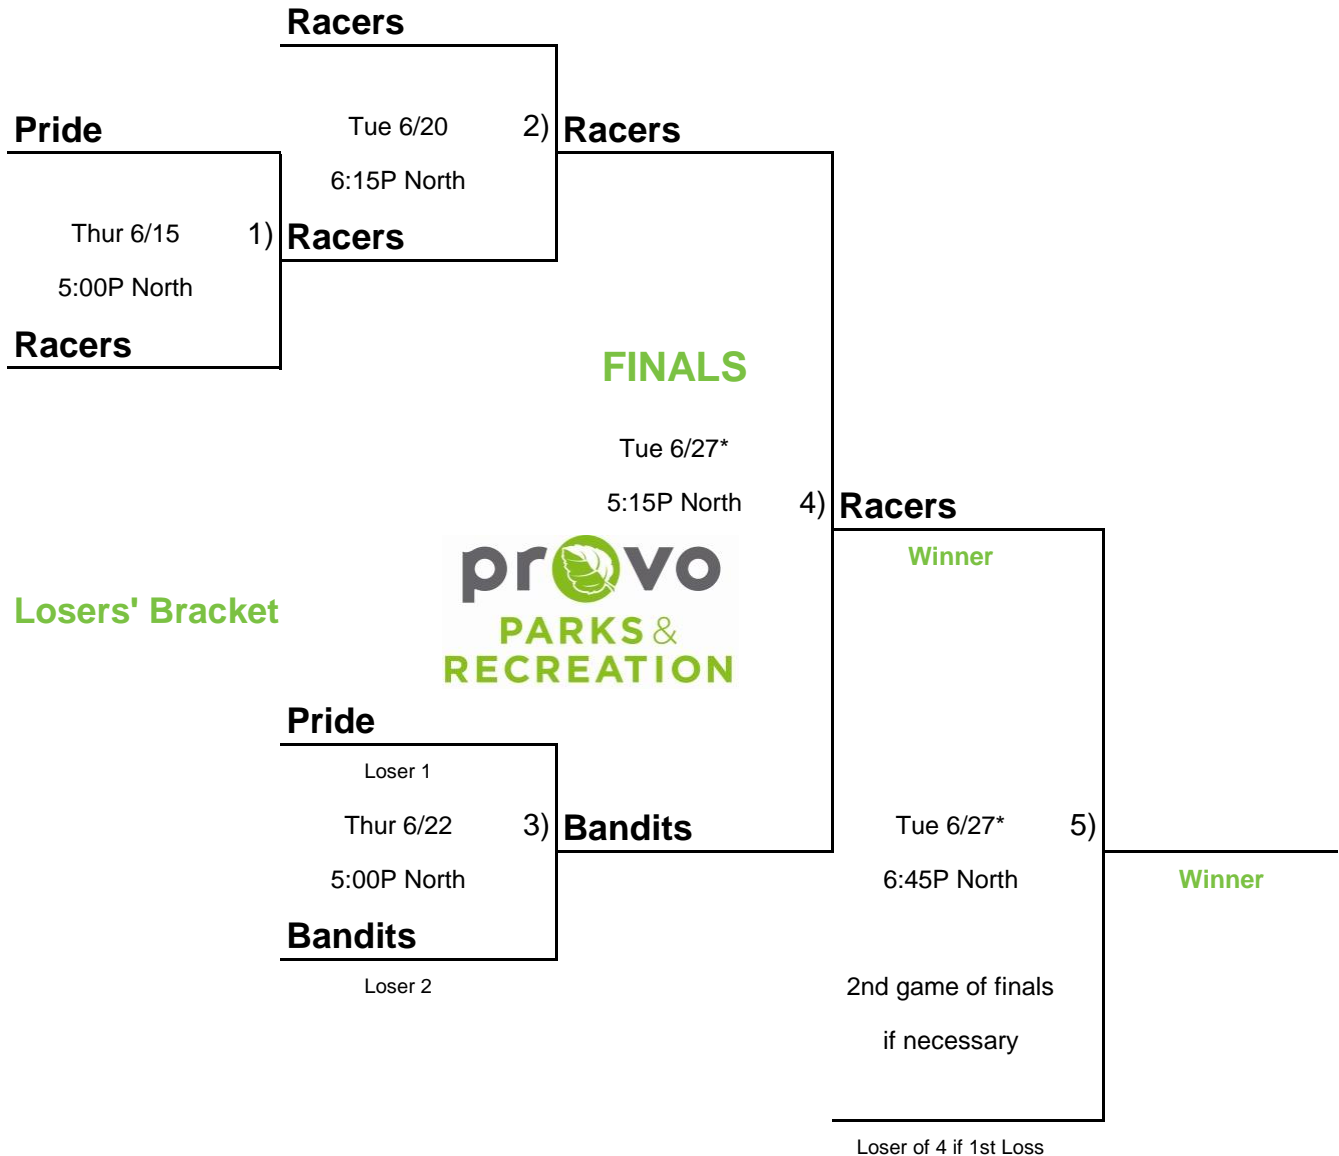 Racers
Pride
Tue 6/20
2)
Racers
6:15P North
Thur 6/15
1)
Racers
5:00P North
Racers
FINALS
Tue 6/27*
5:15P North
4)
Racers
Winner
provo
PARKS &
RECREATION
Losers' Bracket
Pride
Loser 1
Thur 6/22
3)
Bandits
Tue 6/27*
5)
5:00P North
6:45P North
Winner
Bandits
Loser 2
2nd game of finals
if necessary
Loser of 4 if 1st Loss